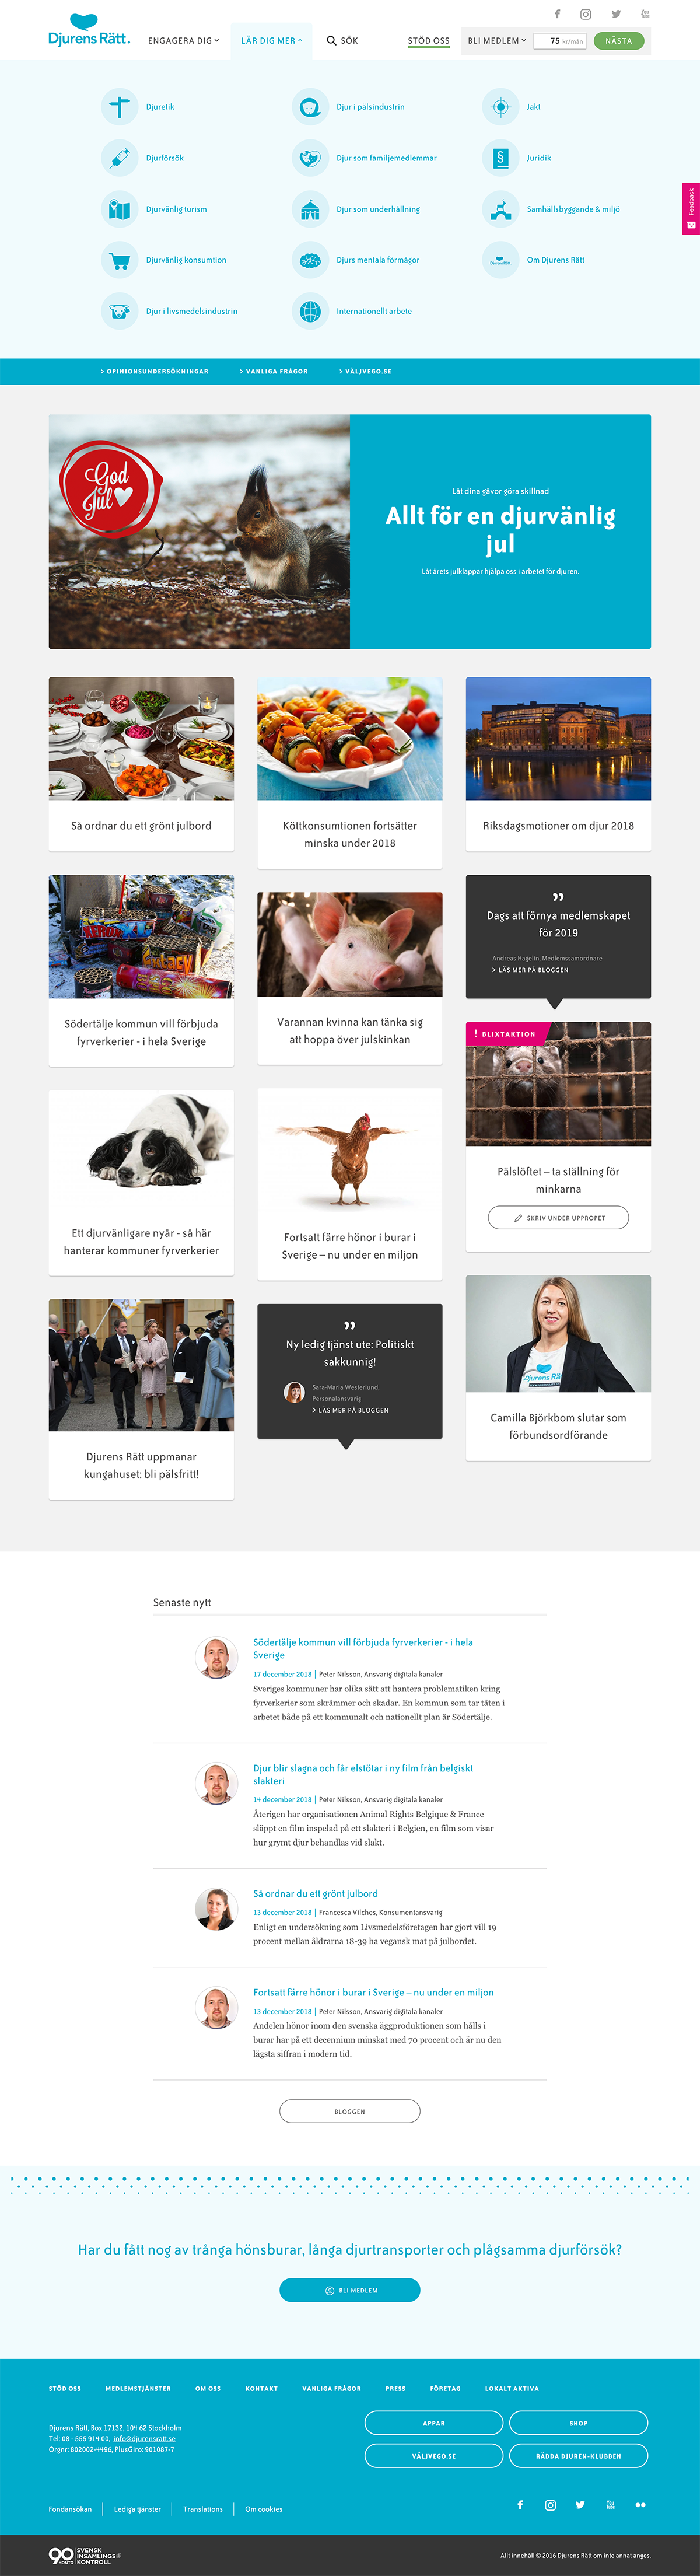 Djurens Rätt.
ENGAGERA DIG
LÄR DIG MER
SÖK
STÖD OSS
BLI MEDLEM
75 kr/mån
NÄSTA
Djuretik
Djur i pälsindustrin
Jakt
Djurförsök
Djur som familjemedlemmar
§
Juridik
Djurvänlig turism
Djur som underhållning
Samhällsbyggande & miljö
Djurvänlig konsumtion
Djurs mentala förmågor
Djurens Rätt.
Om Djurens Rätt
Djur i livsmedelsindustrin
Internationellt arbete
Feedback
> OPINIONSUNDERSÖKNINGAR
> VANLIGA FRÅGOR
> VÄLJVEGO.SE
God
Jul
Låt dina gåvor göra skillnad
Allt för en djurvänlig
jul
Låt årets julklappar hjälpa oss i arbetet för djuren.
Så ordnar du ett grönt julbord
Köttkonsumtionen fortsätter
minska under 2018
Riksdagsmotioner om djur 2018
Södertälje kommun vill förbjuda
fyrverkerier - i hela Sverige
Varannan kvinna kan tänka sig
att hoppa över julskinkan
”
Dags att förnya medlemskapet
för 2019
Andreas Hagelin, Medlemssamordnare
> LÄS MER PÅ BLOGGEN
! BLIXTAKTION
Pälslöftet – ta ställning för
minkarna
SKRIV UNDER UPPROPET
Ett djurvänligare nyår - så här
hanterar kommuner fyrverkerier
Fortsatt färre hönor i burar i
Sverige – nu under en miljon
Djurens Rätt uppmanar
kungahuset: bli pälsfritt!
”
Ny ledig tjänst ute: Politiskt
sakkunnig!
Sara-Maria Westerlund,
Personalansvarig
> LÄS MER PÅ BLOGGEN
Djurens Rätt
Camilla Björkbom slutar som
förbundsordförande
Senaste nytt
Södertälje kommun vill förbjuda fyrverkerier - i hela
Sverige
17 december 2018 | Peter Nilsson, Ansvarig digitala kanaler
Sveriges kommuner har olika sätt att hantera problematiken kring
fyrverkerier som skrämmer och skadar. En kommun som tar täten i
arbetet både på ett kommunalt och nationellt plan är Södertälje.
Djur blir slagna och får elstötar i ny film från belgiskt
slakteri
14 december 2018 | Peter Nilsson, Ansvarig digitala kanaler
Återigen har organisationen Animal Rights Belgique & France
släppt en film inspelad på ett slakteri i Belgien, en film som visar
hur grymt djur behandlas vid slakt.
Så ordnar du ett grönt julbord
13 december 2018 | Francesca Vilches, Konsumentansvarig
Enligt en undersökning som Livsmedelsföretagen har gjort vill 19
procent mellan åldrarna 18-39 ha vegansk mat på julbordet.
Fortsatt färre hönor i burar i Sverige – nu under en miljon
13 december 2018 | Peter Nilsson, Ansvarig digitala kanaler
Andelen hönor inom den svenska äggproduktionen som hålls i
burar har på ett decennium minskat med 70 procent och är nu den
lägsta siffran i modern tid.
BLOGGEN
Har du fått nog av trånga hönsburar, långa djurtransporter och plågsamma djurförsök?
BLI MEDLEM
STÖD OSS
MEDLEMSTJÄNSTER
OM OSS
KONTAKT
VANLIGA FRÅGOR
PRESS
FÖRETAG
LOKALT AKTIVA
Djurens Rätt, Box 17132, 104 62 Stockholm
Tel: 08 - 555 914 00, info@djurensratt.se
Orgnr: 802002-4496, PlusGiro: 901087-7
APPAR
SHOP
VÄLJVEGO.SE
RÄDDA DJUREN-KLUBBEN
Fondansökan
Lediga tjänster
Translations
Om cookies
90 KONTO
SVENSK
INSAMLINGS
KONTROLL
Allt innehåll © 2016 Djurens Rätt om inte annat anges.